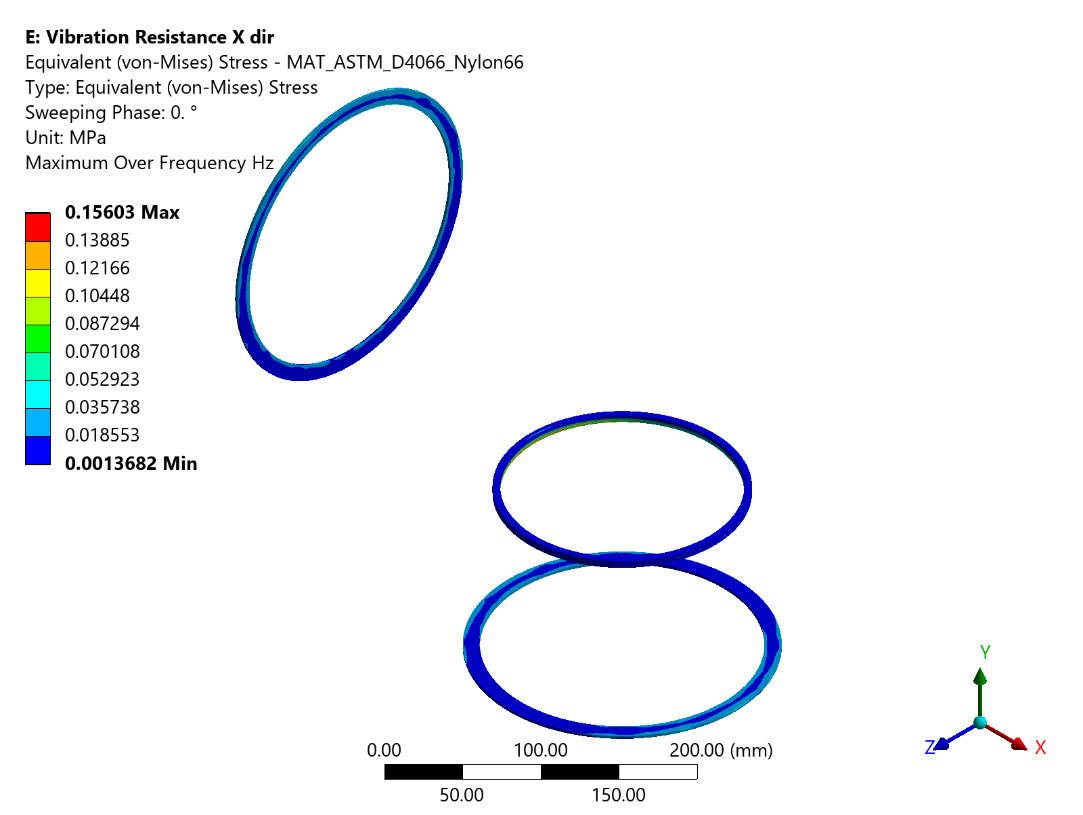 E: Vibration Resistance X dir
Equivalent (von-Mises) Stress - MAT_ASTM_D4066_Nylon66
Type: Equivalent (von-Mises) Stress
Sweeping Phase: 0. °
Unit: MPa
Maximum Over Frequency Hz
0.15603 Max
0.13885
0.12166
0.10448
0.087294
0.070108
0.052923
0.035738
0.018553
0.0013682 Min
Y
Z
X
0.00
100.00
200.00 (mm)
50.00
150.00